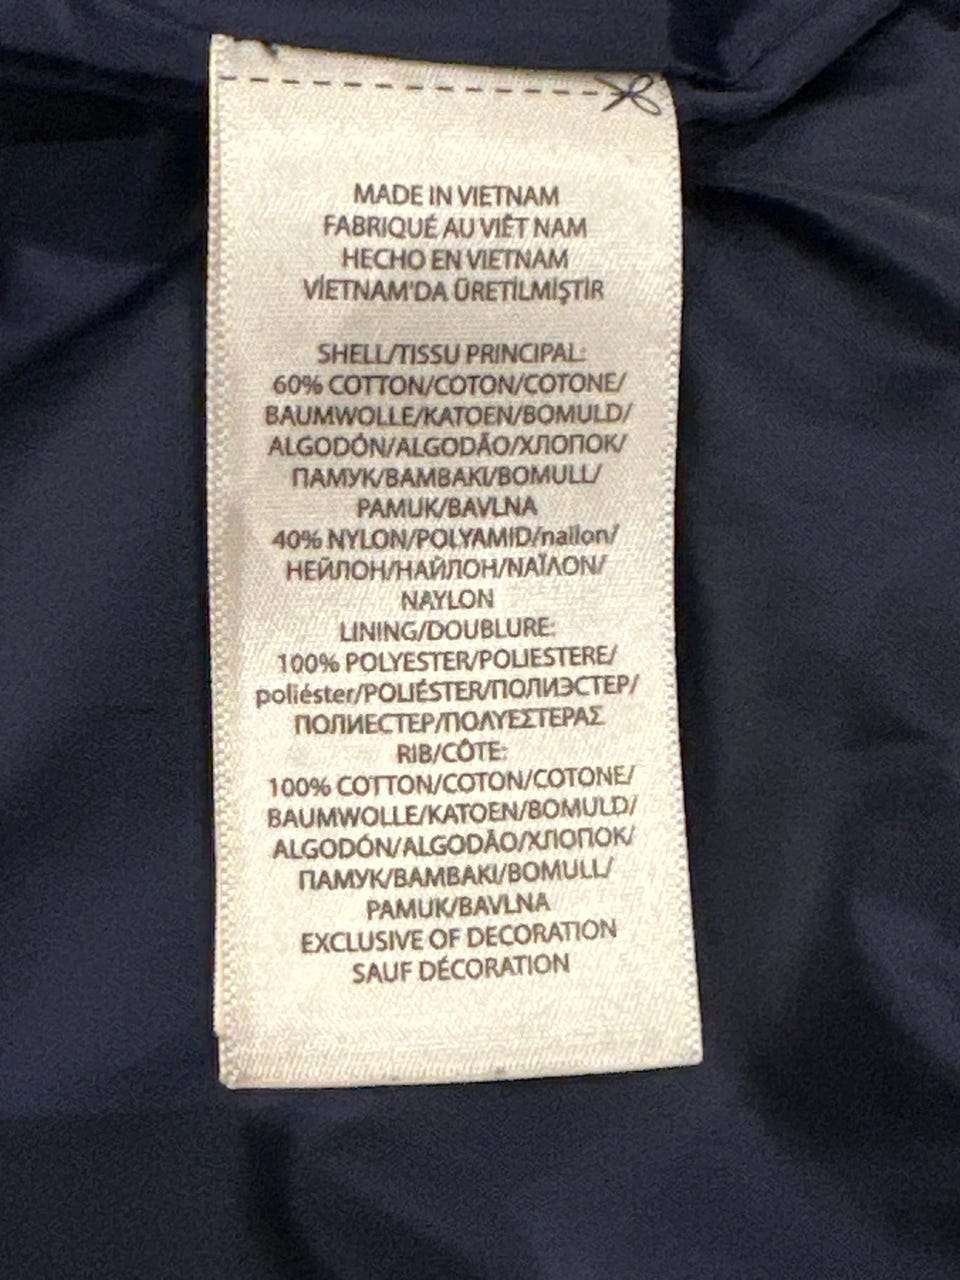 MADE IN VIETNAM
FABRIQUÉ AU VIÊT NAM
HECHO EN VIETNAM
VİETNAM'DA ÜRETİLMİŞTİR
SHELL/TISSU PRINCIPAL:
60% COTTON/COTON/COTONE/
BAUMWOLLE/KATOEN/BOMULD/
ALGODÓN/ALGODÃO/ХЛОПОК/
ПАМУК/BAMBAKI/BOMULL/
PAMUK/BAVLNA
40% NYLON/POLYAMID/nailon/
НЕЙЛОН/НАЙЛОН/ΝΑΪΛΟΝ/
NAYLON
LINING/DOUBLURE:
100% POLYESTER/POLIESTERE/
poliéster/POLIÉSTER/ПОЛИЭСТЕР/
ПОЛИЕСТЕР/ΠΟΛΥΕΣΤΕΡΑΣ
RIB/CÔTE:
100% COTTON/COTON/COTONE/
BAUMWOLLE/KATOEN/BOMULD/
ALGODÓN/ALGODÃO/ХЛОПОК/
ПАМУК/BAMBAKI/BOMULL/
PAMUK/BAVLNA
EXCLUSIVE OF DECORATION
SAUF DÉCORATION